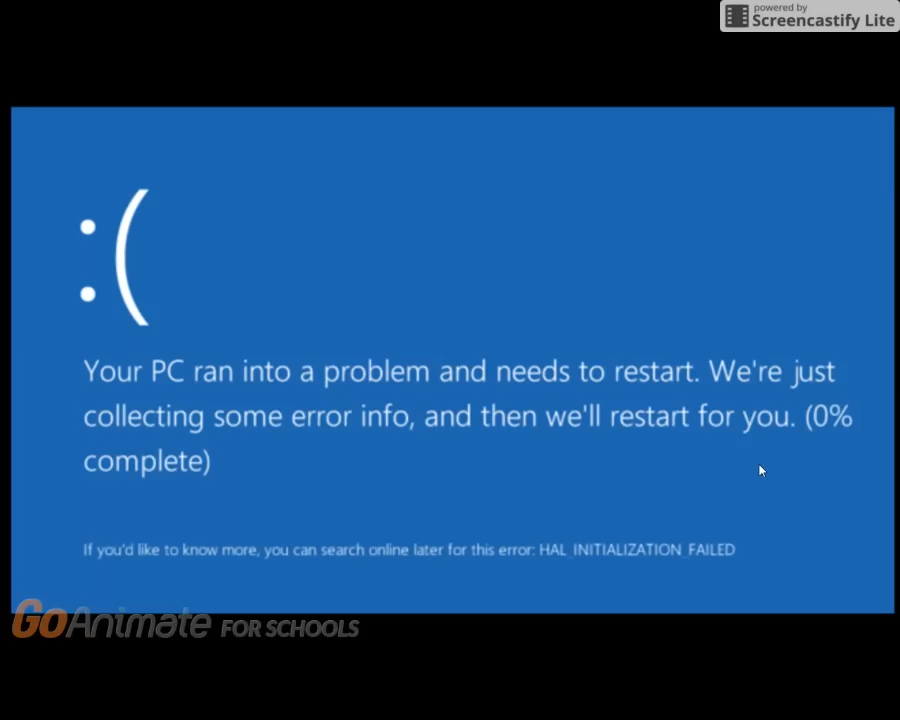 powered by
Screencastify Lite
:(
Your PC ran into a problem and needs to restart. We're just
collecting some error info, and then we'll restart for you. (0%
complete)
If you'd like to know more, you can search online later for this error: HAL_INITIALIZATION_FAILED
GoAnimate FOR SCHOOLS